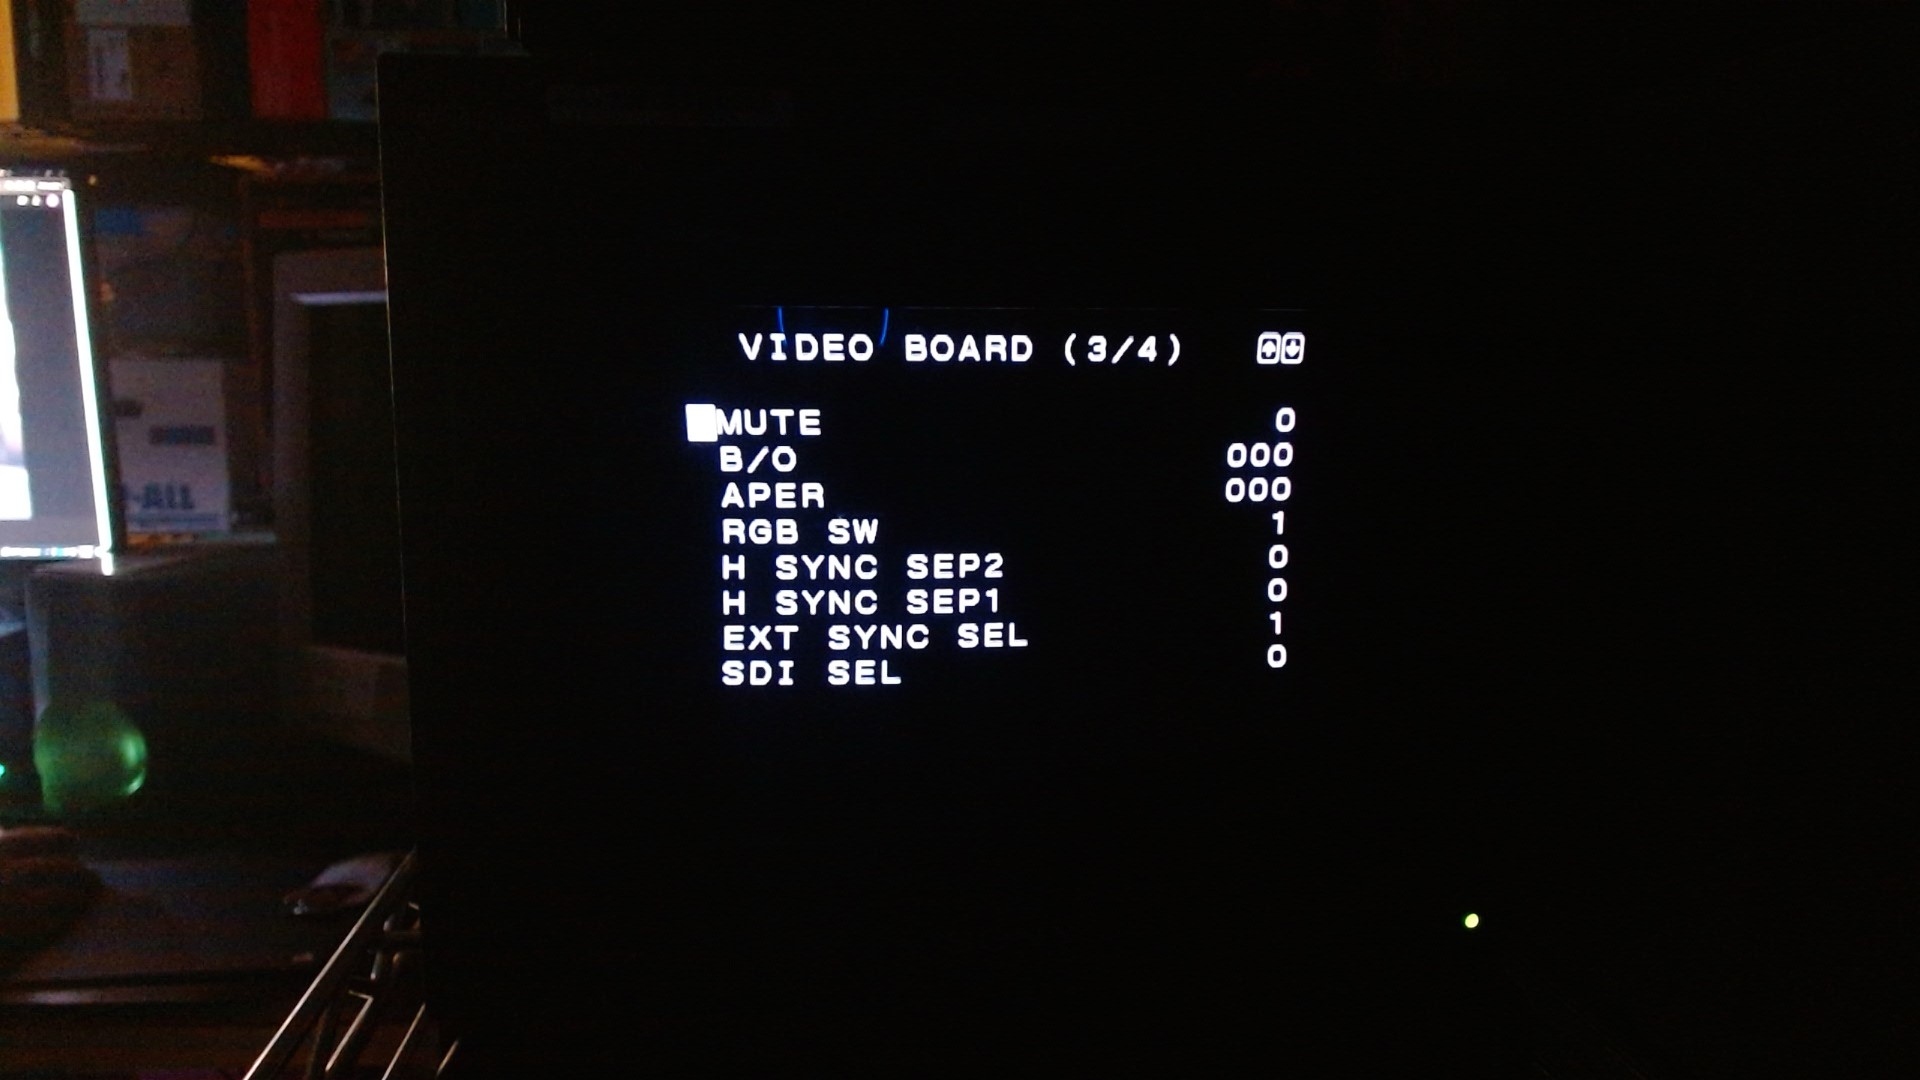 VIDEO BOARD (3/4)
MUTE 0
B/O 000
APER 000
RGB SW 1
H SYNC SEP2 0
H SYNC SEP1 0
EXT SYNC SEL 1
SDI SEL 0
-ALL